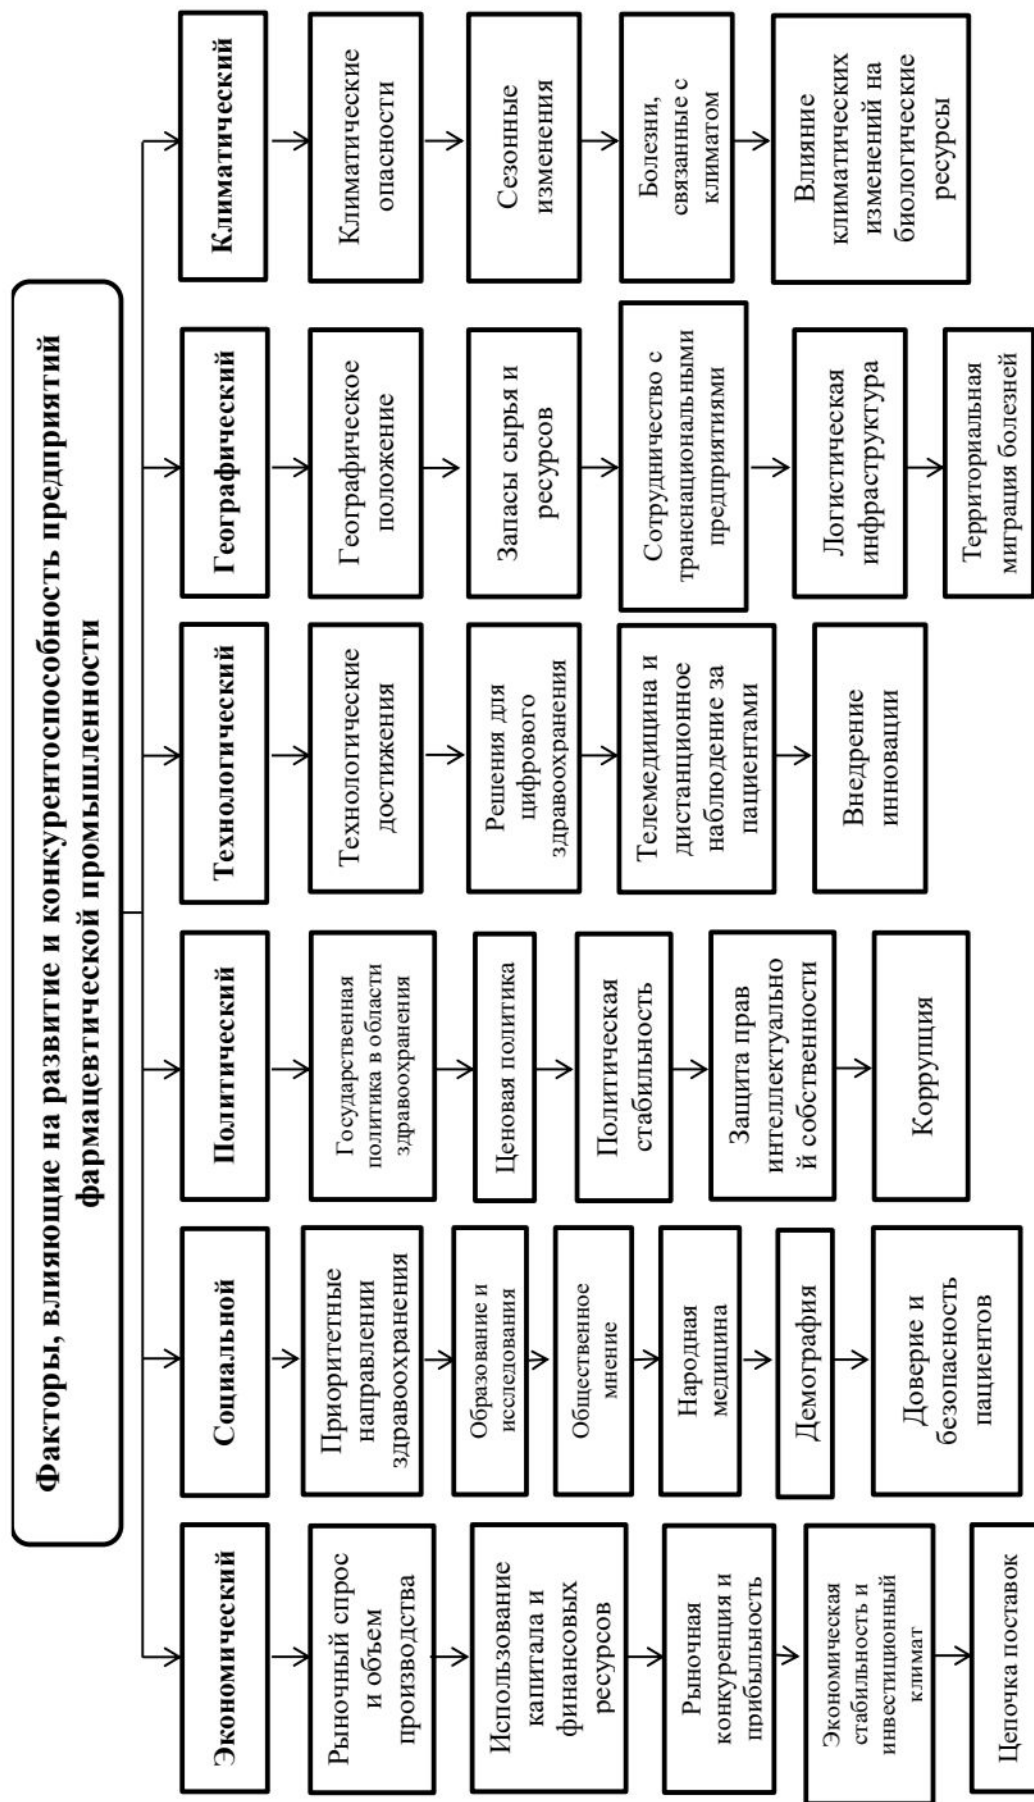 Факторы, влияющие на развитие и конкурентоспособность предприятий
фармацевтической промышленности
Экономический
Рыночный спрос
и объем
производства
Использование
капитала и
финансовых
ресурсов
Рыночная
конкуренция и
прибыльность
Экономическая
стабильность и
инвестиционный
климат
Цепочка поставок
Социальной
Приоритетные
направлении
здравоохранения
Образование и
исследования
Общественное
мнение
Народная
медицина
Демография
Доверие и
безопасность
пациентов
Политический
Государственная
политика в области
здравоохранения
Ценовая политика
Политическая
стабильность
Защита прав
интеллектуально
й собственности
Коррупция
Технологический
Технологические
достижения
Решения для
цифрового
здравоохранения
Телемедицина и
дистанционное
наблюдение за
пациентами
Внедрение
инновации
Географический
Географическое
положение
Запасы сырья и
ресурсов
Сотрудничество с
транснациональными
предприятиями
Логистическая
инфраструктура
Территориальная
миграция болезней
Климатический
Климатические
опасности
Сезонные
изменения
Болезни,
связанные с
климатом
Влияние
климатических
изменений на
биологические
ресурсы